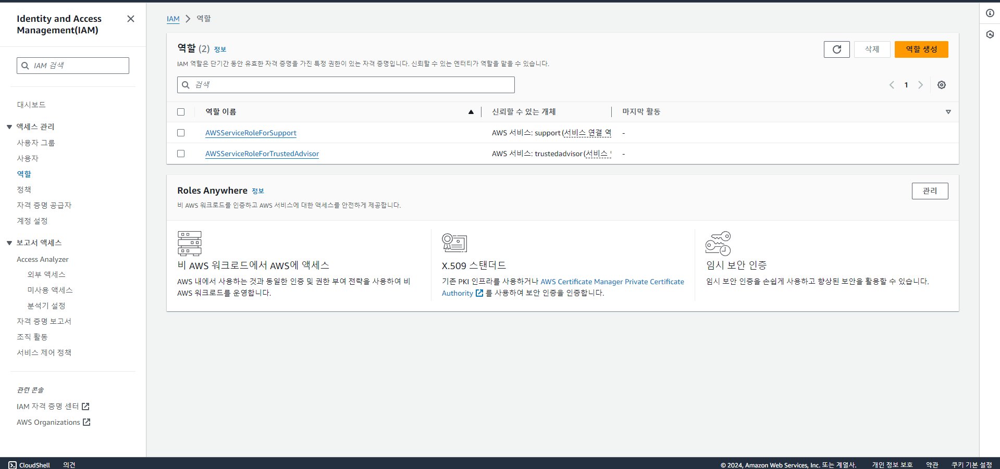 Identity and Access
Management(IAM)
IAM 검색
대시보드
액세스 관리
사용자 그룹
사용자
역할
정책
자격 증명 공급자
계정 설정
보고서 액세스
Access Analyzer
외부 액세스
미사용 액세스
분석기 설정
자격 증명 보고서
조직 활동
서비스 제어 정책
관련 콘솔
IAM 자격 증명 센터
AWS Organizations
IAM > 역할
역할 (2) 정보
삭제
역할 생성
IAM 역할은 단기간 동안 유효한 자격 증명을 가진 특정 권한이 있는 자격 증명입니다. 신뢰할 수 있는 엔터티가 역할을 맡을 수 있습니다.
검색
1
역할 이름 신뢰할 수 있는 개체 마지막 활동
AWSServiceRoleForSupport AWS 서비스: support (서비스 연결 역 -
AWSServiceRoleForTrustedAdvisor AWS 서비스: trustedadvisor (서비스 -
Roles Anywhere 정보
관리
비 AWS 워크로드를 인증하고 AWS 서비스에 대한 액세스를 안전하게 제공합니다.
비 AWS 워크로드에서 AWS에 액세스
AWS 내에서 사용하는 것과 동일한 인증 및 권한 부여 전략을 사용하여 비
AWS 워크로드를 운영합니다.
X.509 스탠더드
기존 PKI 인프라를 사용하거나 AWS Certificate Manager Private Certificate
Authority 를 사용하여 보안 인증을 인증합니다.
임시 보안 인증
임시 보안 인증을 손쉽게 사용하고 향상된 보안을 활용할 수 있습니다.
CloudShell 의견
© 2024, Amazon Web Services, Inc. 또는 계열사. 개인 정보 보호 약관 쿠키 기본 설정